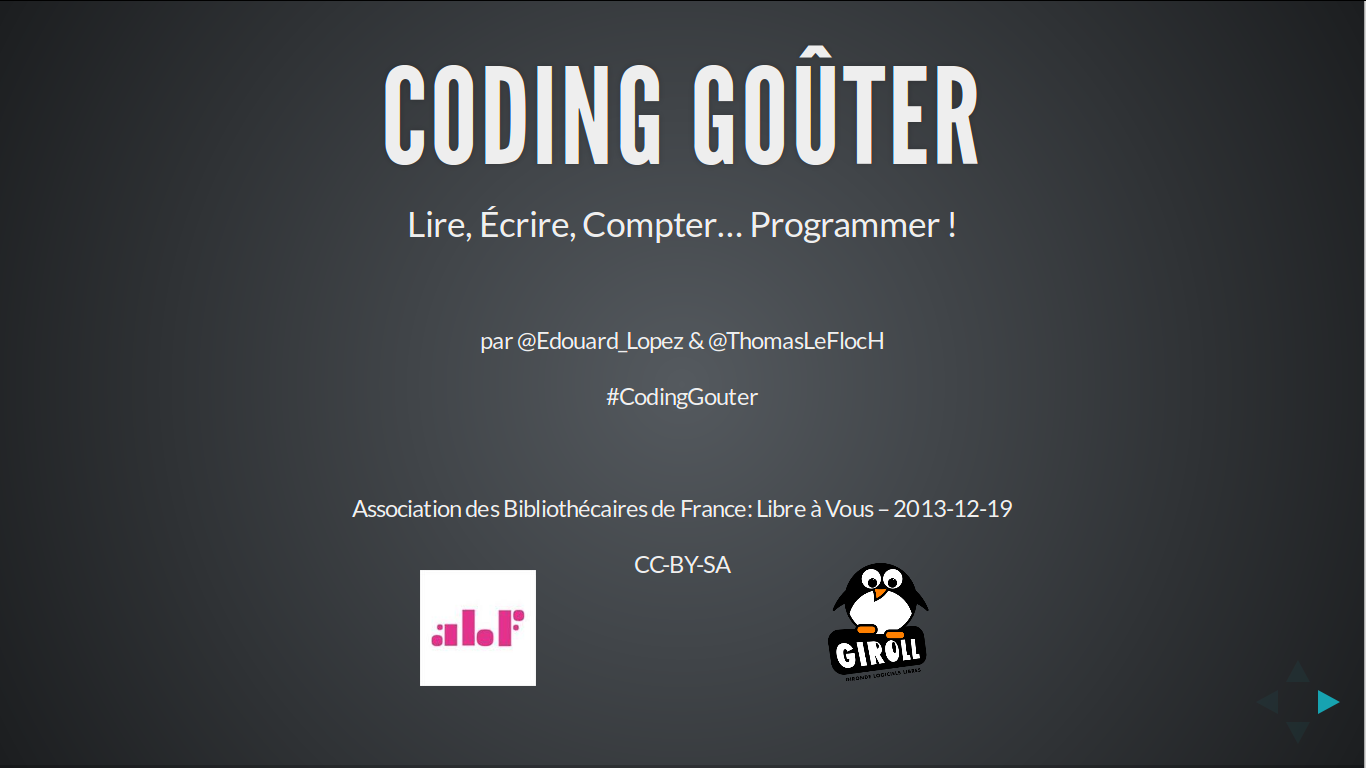 CODING GOÛTER
Lire, Écrire, Compter… Programmer !
par @Edouard_Lopez & @ThomasLeFlocH
#CodingGouter
Association des Bibliothécaires de France: Libre à Vous – 2013-12-19
CC-BY-SA
abf
GIROLL
GIRONDE LOGICIELS LIBRES